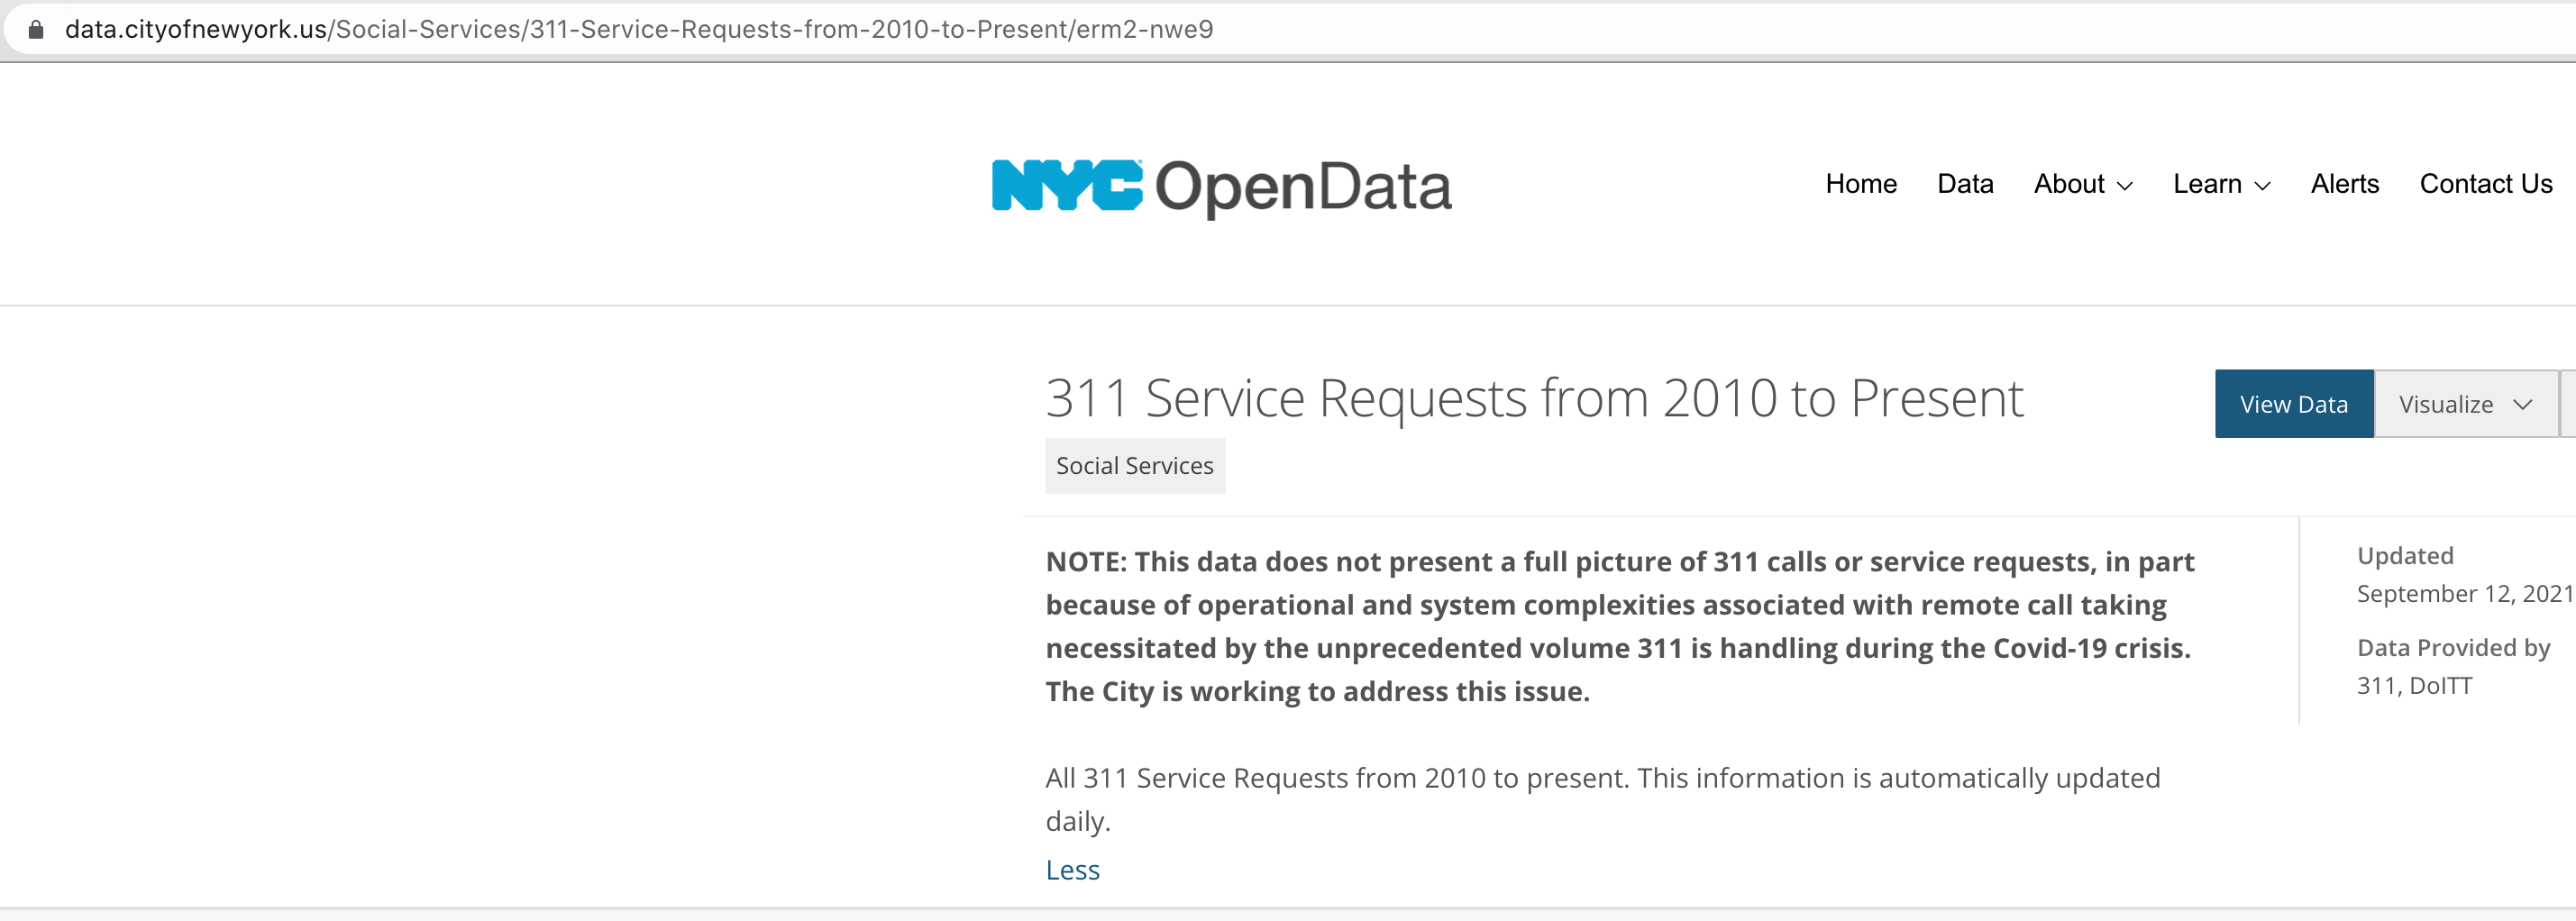 data.cityofnewyork.us/Social-Services/311-Service-Requests-from-2010-to-Present/erm2-nwe9
NYC OpenData
Home Data About Learn Alerts Contact Us
311 Service Requests from 2010 to Present
View Data Visualize
Social Services
NOTE: This data does not present a full picture of 311 calls or service requests, in part
because of operational and system complexities associated with remote call taking
necessitated by the unprecedented volume 311 is handling during the Covid-19 crisis.
The City is working to address this issue.
All 311 Service Requests from 2010 to present. This information is automatically updated
daily.
Less
Updated
September 12, 2021
Data Provided by
311, DoITT